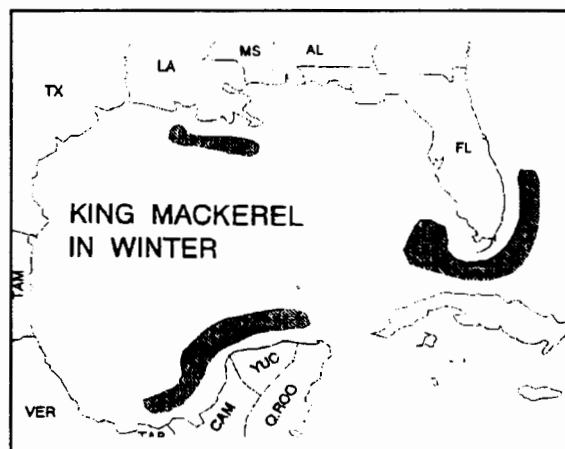 MS
AL
LA
TX
FL
KING MACKEREL
IN WINTER
TAM
YUC
VER
CAM
Q.ROO
TAB